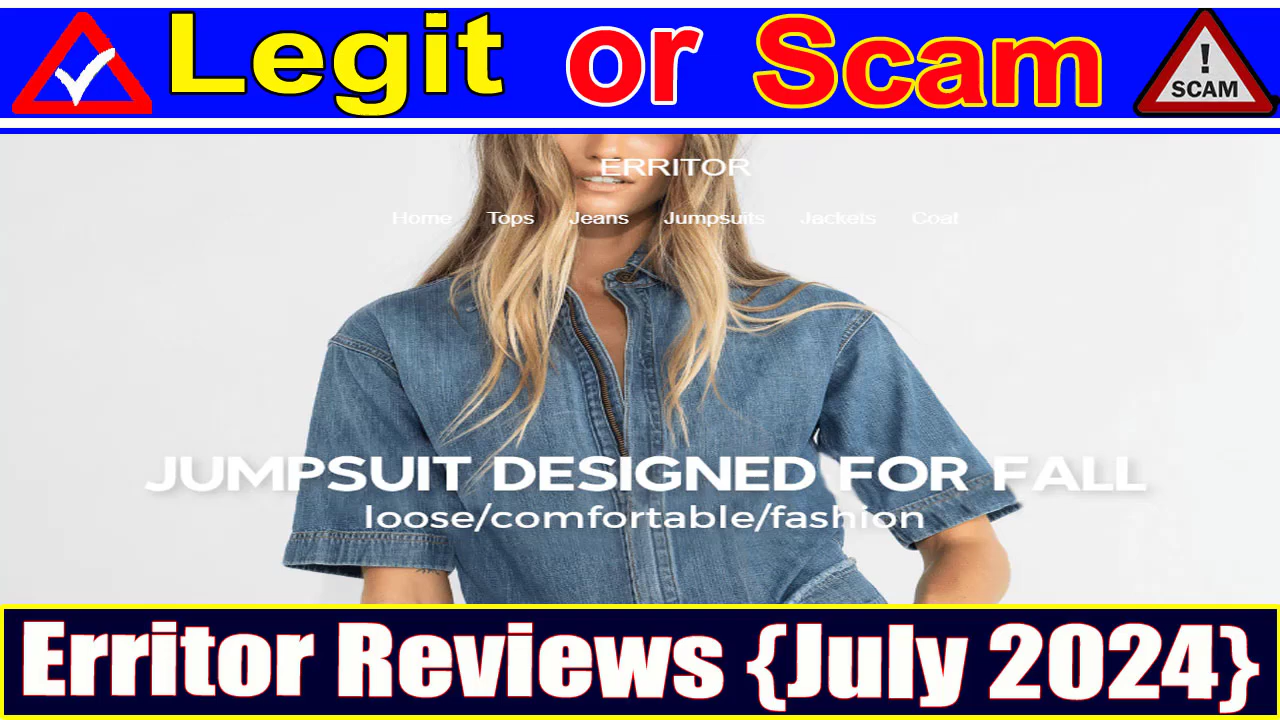 Legit or Scam
!
SCAM
ERRITOR
Home Tops Jeans Jumpsuits Jackets Coat
JUMPSUIT DESIGNED FOR FALL
loose/comfortable/fashion
Erritor Reviews {July 2024}